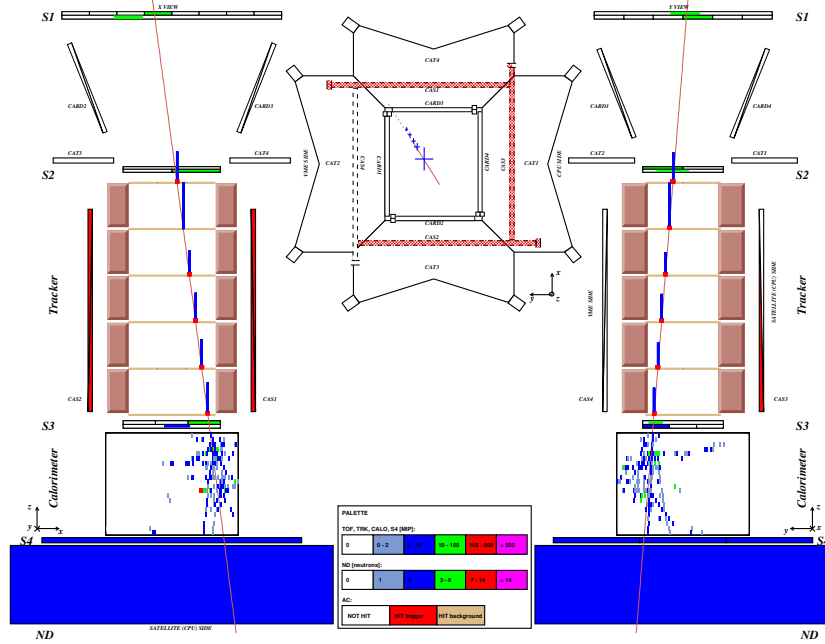 S1
X VIEW
Y VIEW
S1
CARD2
CARD3
CAT3
CAT4
S2
Tracker
CAS2
CAS1
S3
Calorimeter
z
y
x
S4
ND
SATELLITE (CPU) SIDE
CAT4
CAS1
CARD3
VME SIDE
CAT2
CAS4
CARD1
CARD4
CAS3
CAT1
CPU SIDE
CARD2
CAS2
CAT3
x
y
z
CARD1
CARD4
CAT2
CAT1
S2
VME SIDE
SATELLITE (CPU) SIDE
Tracker
CAS4
CAS3
S3
Calorimeter
z
y
x
ND
PALETTE
TOF, TRK, CALO, S4 [MIP]:
0
0 - 2
10 - 100
100 - 500
> 500
ND [neutrons]:
0
1
2
3 - 6
7 - 14
> 14
AC:
NOT HIT
HIT trigger
HIT background